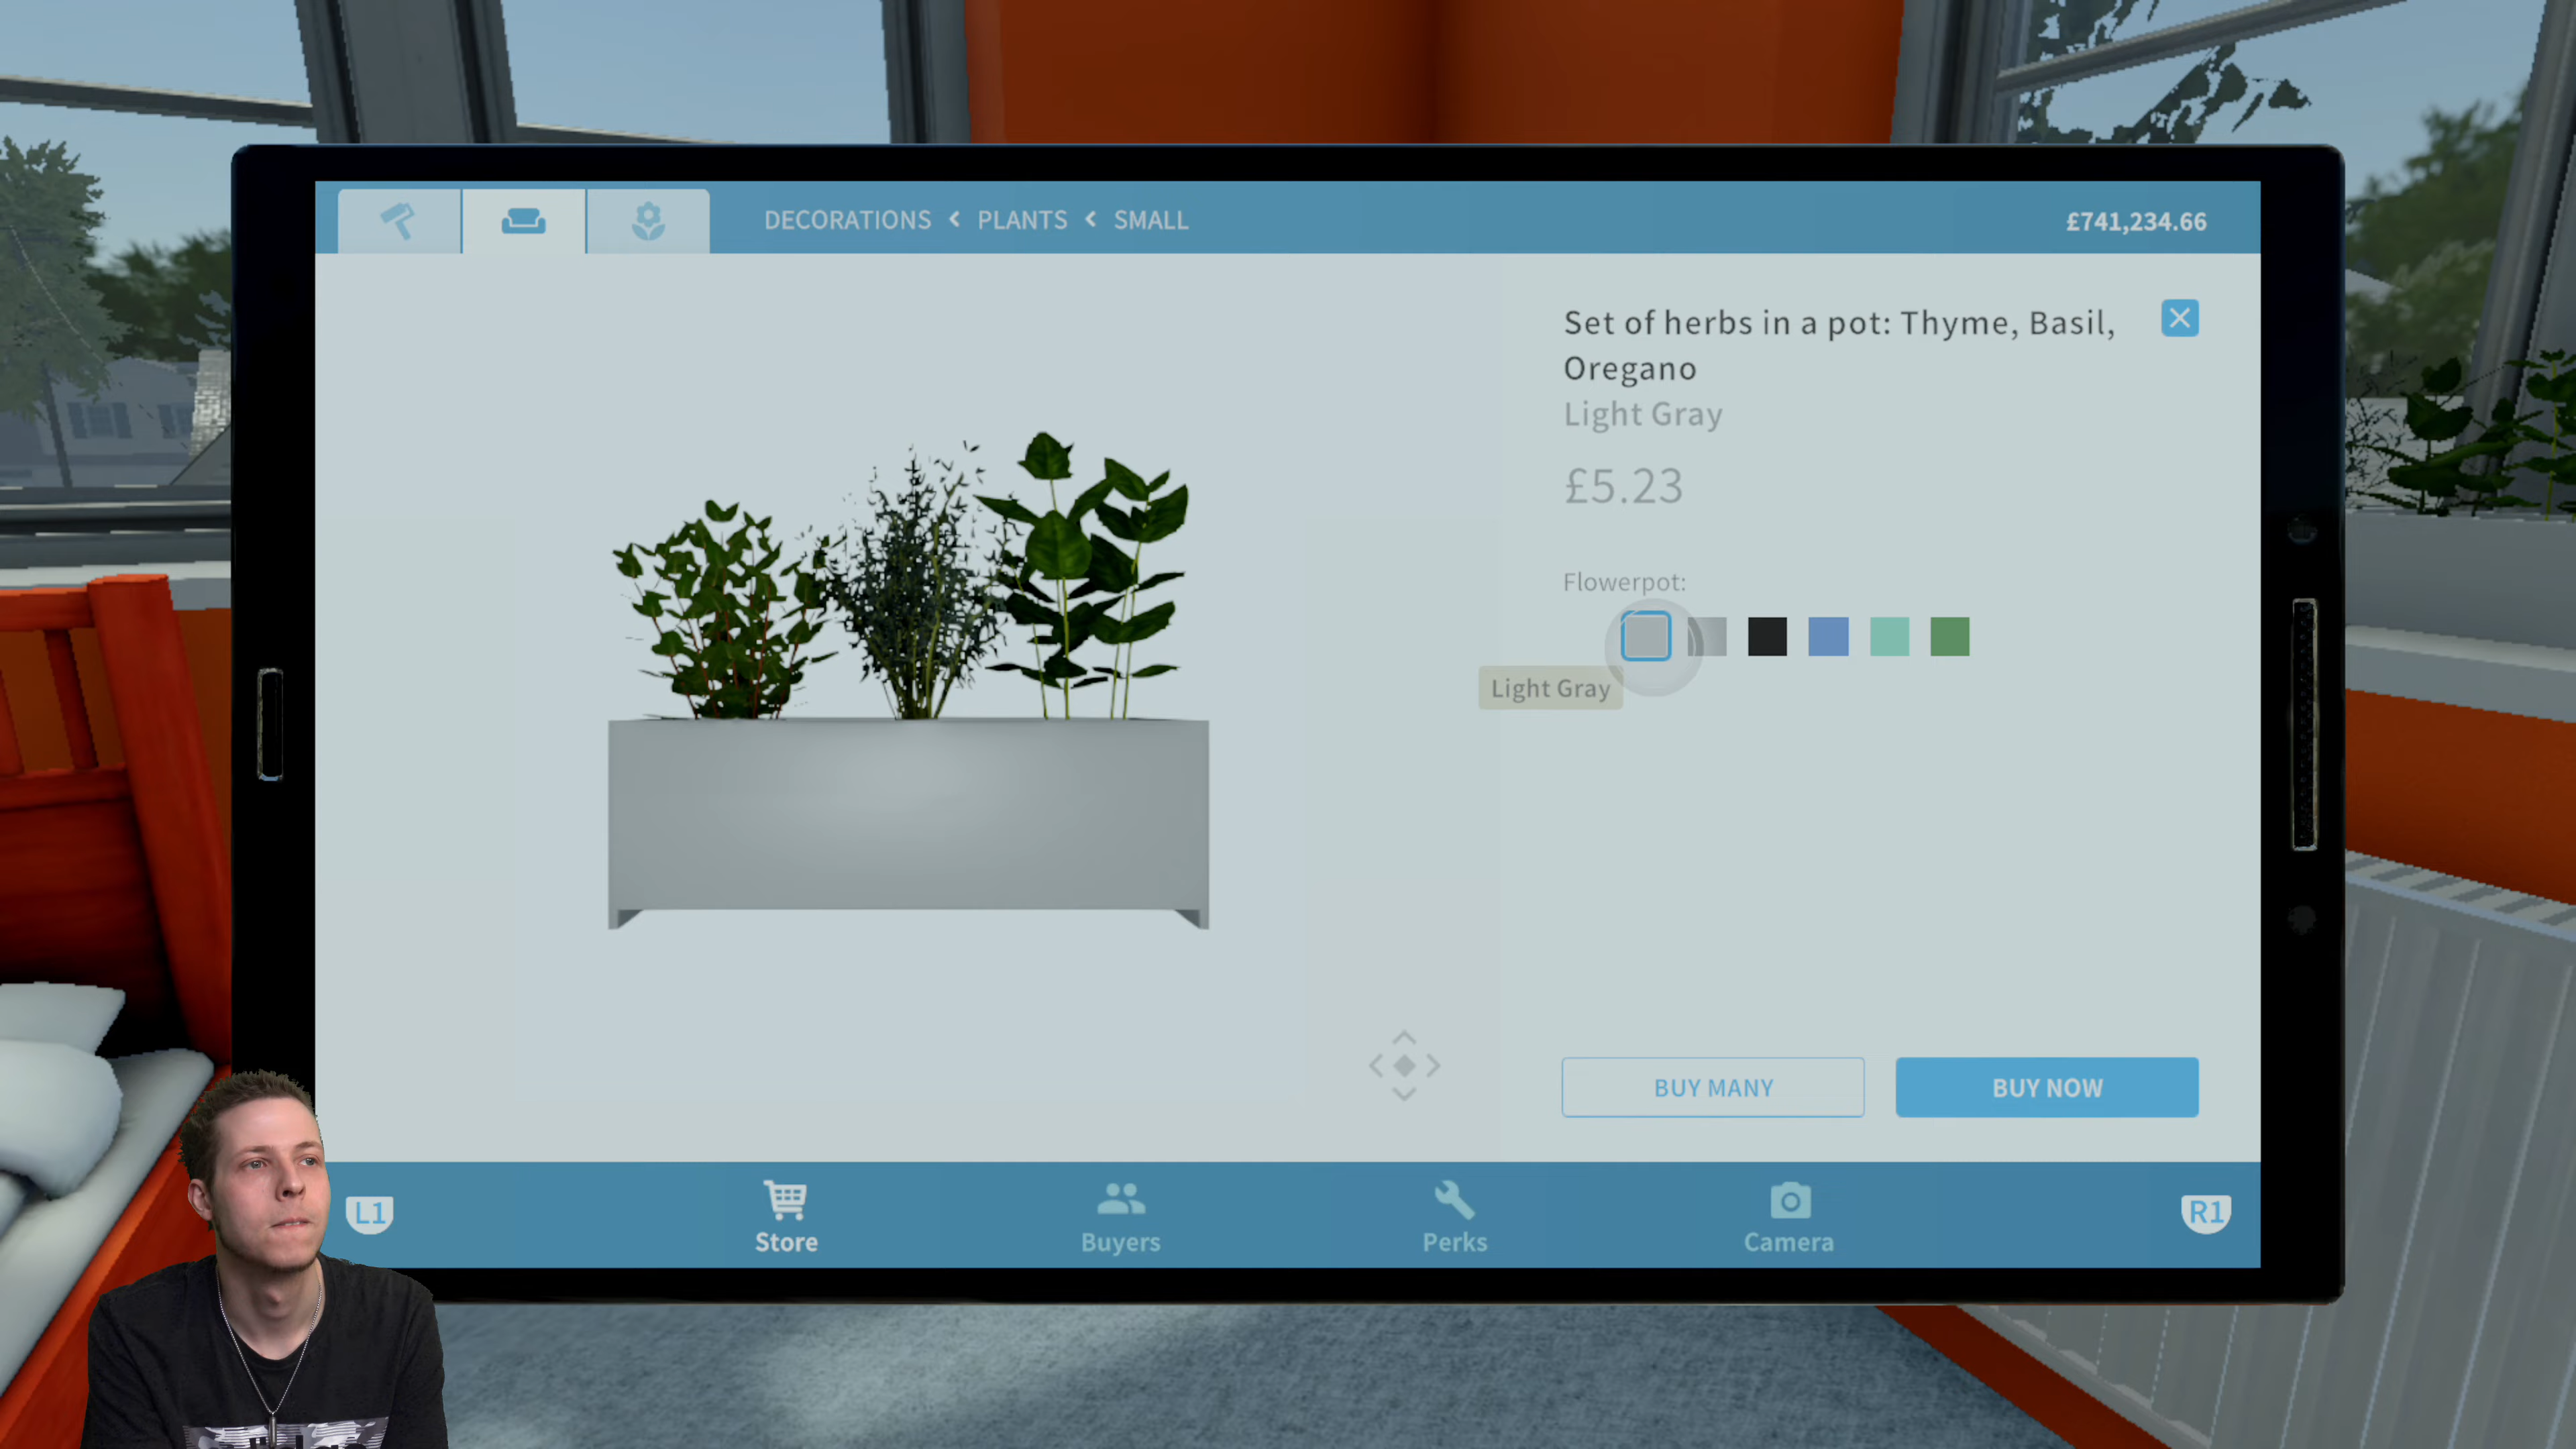 DECORATIONS < PLANTS < SMALL
£741,234.66
Set of herbs in a pot: Thyme, Basil,
Oregano
Light Gray
£5.23
Flowerpot:
Light Gray
BUY MANY
BUY NOW
L1
Store
Buyers
Perks
Camera
R1